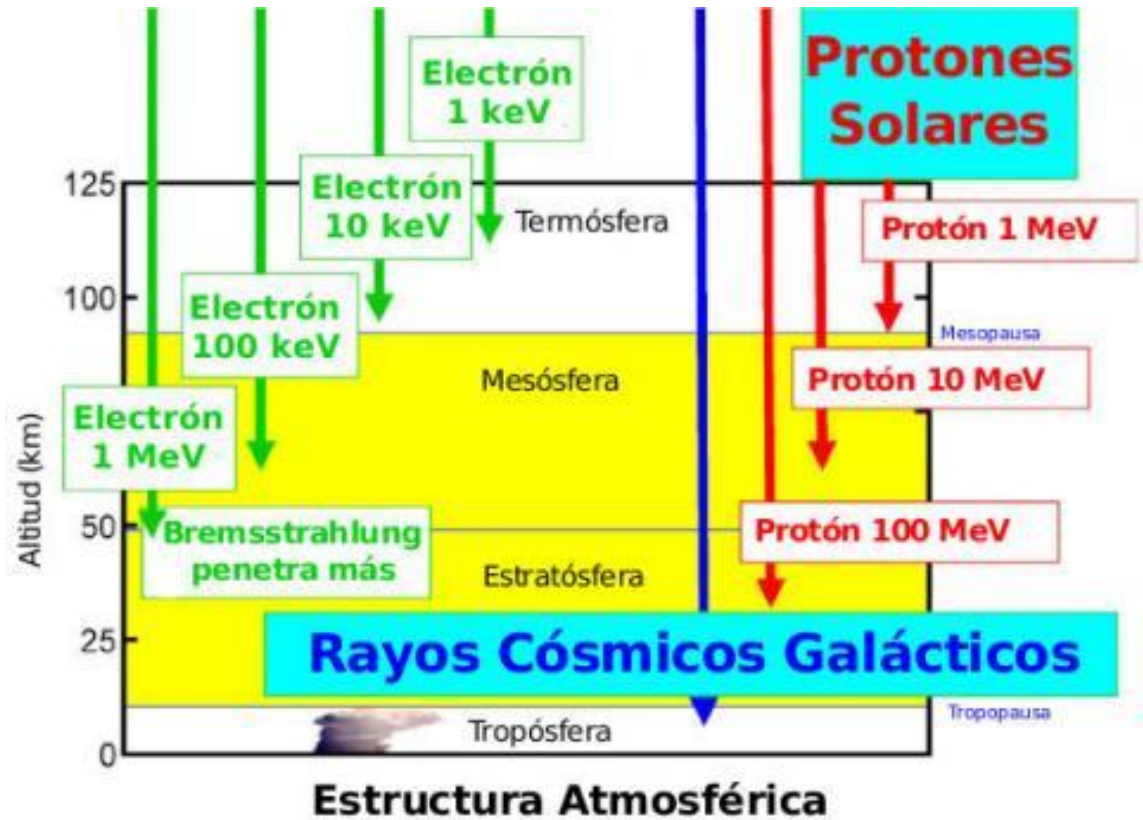 Protones
Solares
Electrón
1 keV
125
Electrón
10 keV
Termósfera
Protón 1 MeV
100
Electrón
100 keV
Mesopausa
Mesósfera
Protón 10 MeV
Electrón
1 MeV
Altitud (km)
50
Bremsstrahlung
penetra más
Protón 100 MeV
Estratósfera
25
Rayos Cósmicos Galácticos
Tropopausa
Tropósfera
0
Estructura Atmosférica